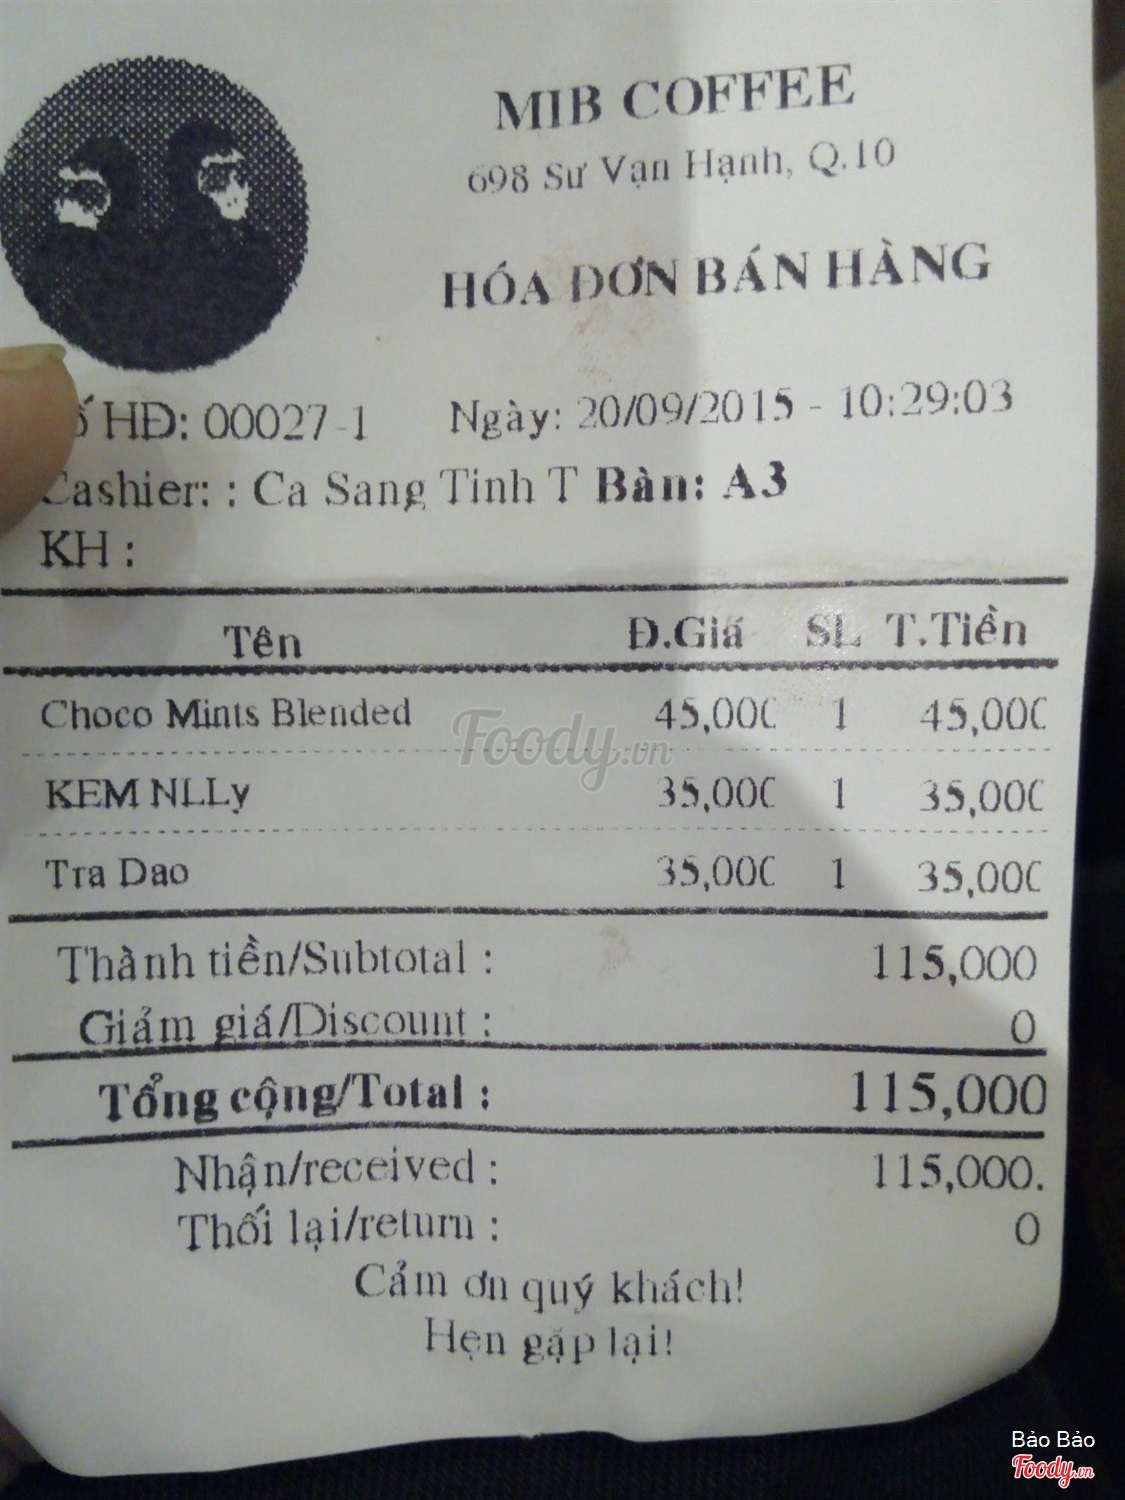 MIB COFFEE
698 Sư Vạn Hạnh, Q.10
HÓA ĐƠN BÁN HÀNG
Số HĐ: 00027-1 Ngày: 20/09/2015 - 10:29:03
Cashier: : Ca Sang Tinh T Bàn: A3
KH :
Tên Đ.Giá SL T.Tiền
Choco Mints Blended 45,000 1 45,000
Foody.vn
KEM NLLy 35,000 1 35,000
Tra Dao 35,000 1 35,000
Thành tiền/Subtotal : 115,000
Giảm giá/Discount : 0
Tổng cộng/Total : 115,000
Nhận/received : 115,000.
Thối lại/return : 0
Cảm ơn quý khách!
Hẹn gặp lại!
Bảo Bảo
Foody.vn